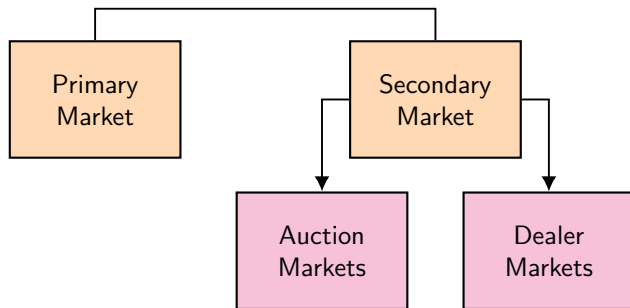 Primary
Market
Secondary
Market
Auction
Markets
Dealer
Markets